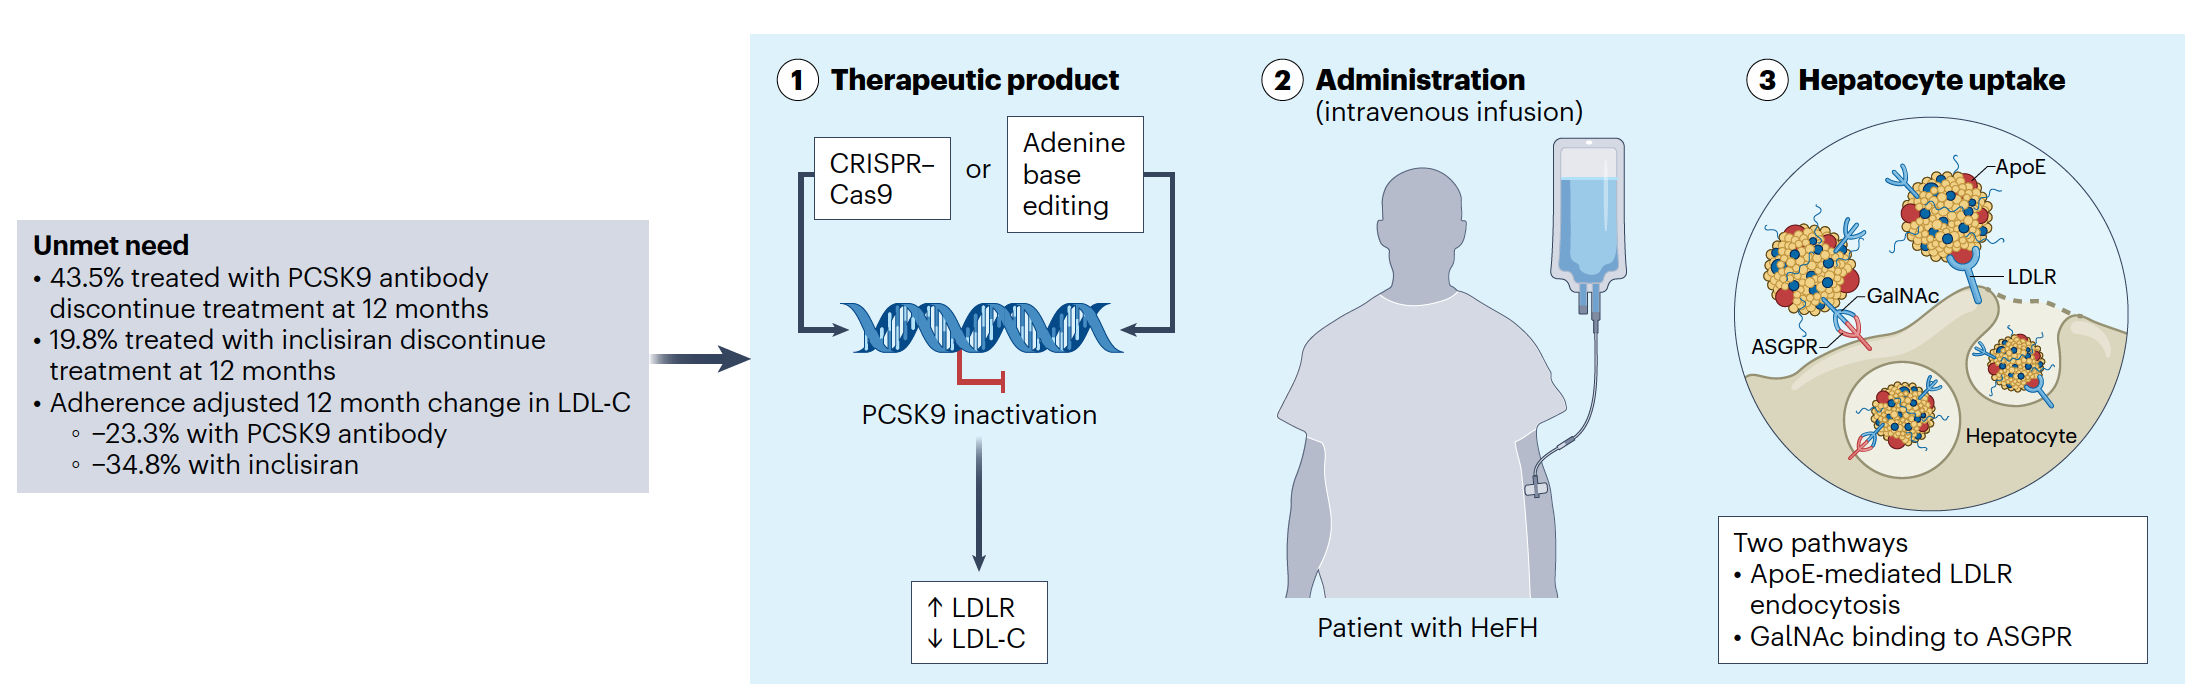 Unmet need
• 43.5% treated with PCSK9 antibody
discontinue treatment at 12 months
• 19.8% treated with inclisiran discontinue
treatment at 12 months
• Adherence adjusted 12 month change in LDL-C
◦ −23.3% with PCSK9 antibody
◦ −34.8% with inclisiran
1 Therapeutic product
CRISPR–
Cas9
or
Adenine
base
editing
PCSK9 inactivation
↑ LDLR
↓ LDL-C
2 Administration
(intravenous infusion)
Patient with HeFH
3 Hepatocyte uptake
ApoE
LDLR
GalNAc
ASGPR
Hepatocyte
Two pathways
• ApoE-mediated LDLR
endocytosis
• GalNAc binding to ASGPR